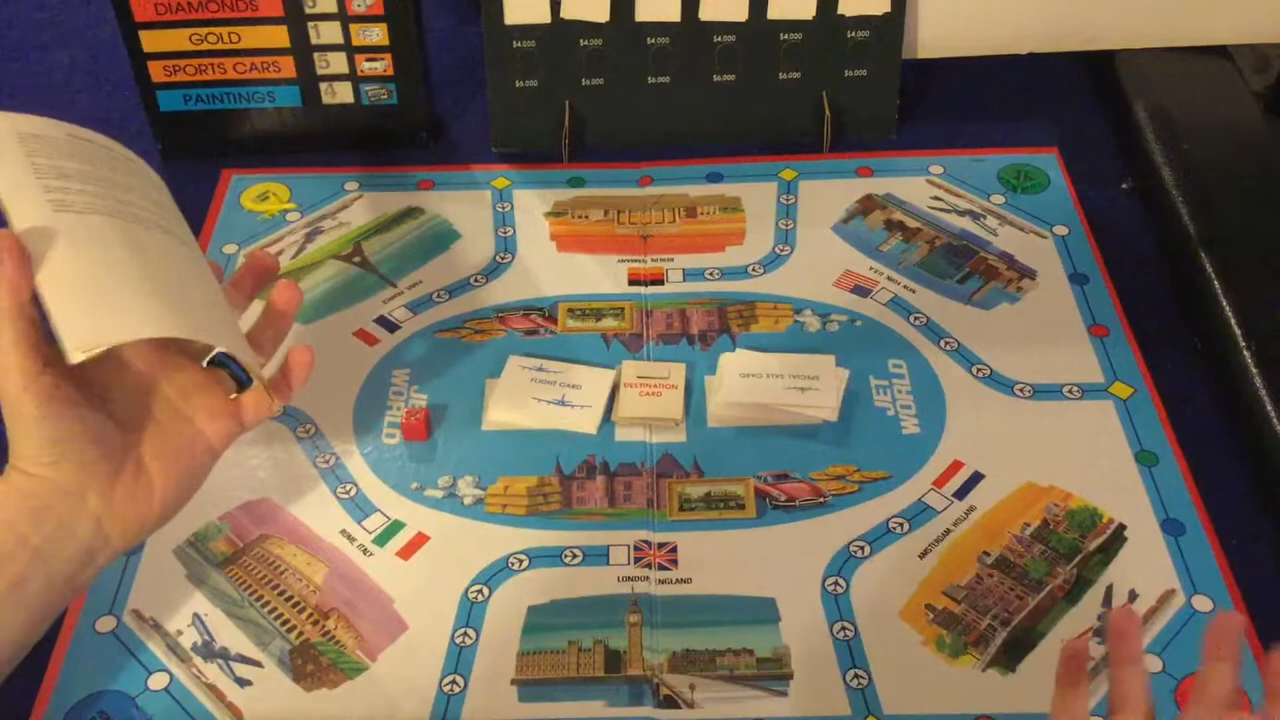 DIAMONDS
GOLD 1
SPORTS CARS 5
PAINTINGS 4
$4,000 $4,000 $4,000 $4,000 $4,000 $4,000
$6,000 $6,000 $6,000 $6,000 $6,000 $6,000
PARIS, FRANCE
BERLIN, GERMANY
NEW YORK, U.S.A.
JET
WORLD
FLIGHT CARD
DESTINATION
CARD
SPECIAL SALE CARD
JET
WORLD
ROME, ITALY
LONDON, ENGLAND
AMSTERDAM, HOLLAND